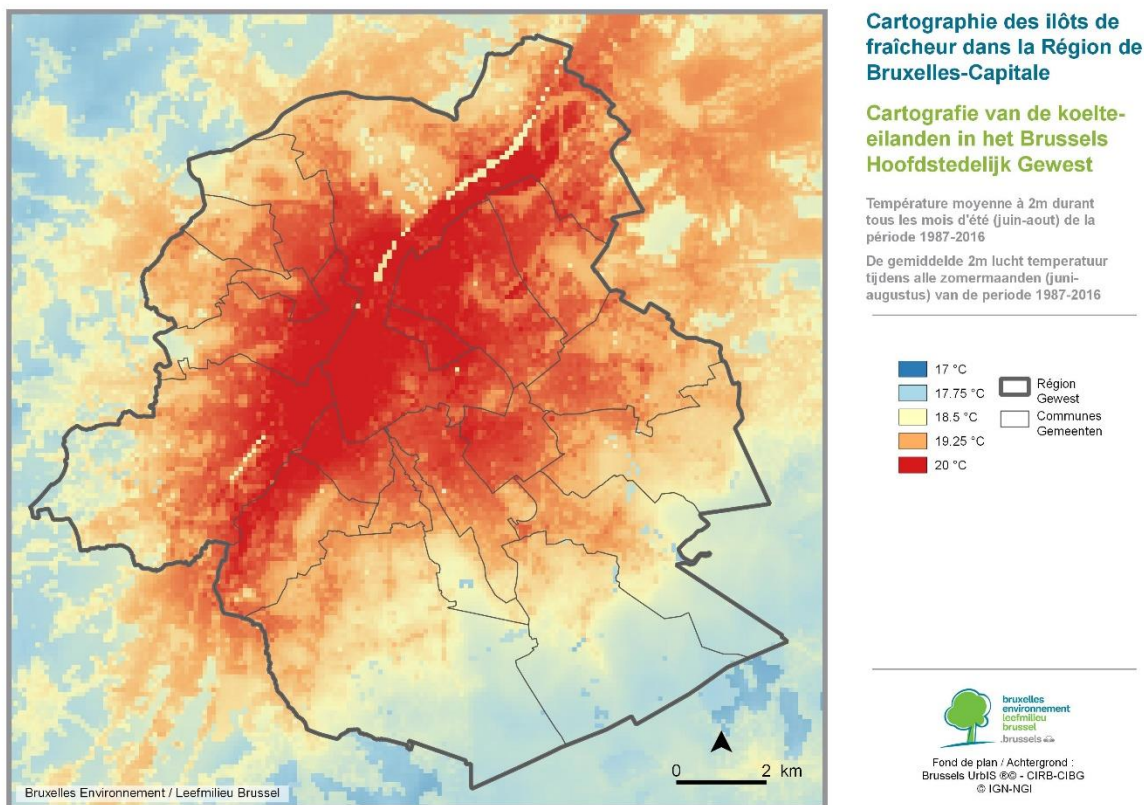 Cartographie des ilôts de
fraîcheur dans la Région de
Bruxelles-Capitale
Cartografie van de koelte-
eilanden in het Brussels
Hoofdstedelijk Gewest
Température moyenne à 2m durant
tous les mois d'été (juin-aout) de la
période 1987-2016
De gemiddelde 2m lucht temperatuur
tijdens alle zomermaanden (juni-
augustus) van de periode 1987-2016
17 °C
17.75 °C
18.5 °C
19.25 °C
20 °C
Région
Gewest
Communes
Gemeenten
0 2 km
Bruxelles Environnement / Leefmilieu Brussel
bruxelles
environnement
leefmilieu
brussel
.brussels
Fond de plan / Achtergrond :
Brussels UrbIS ®© - CIRB-CIBG
© IGN-NGI